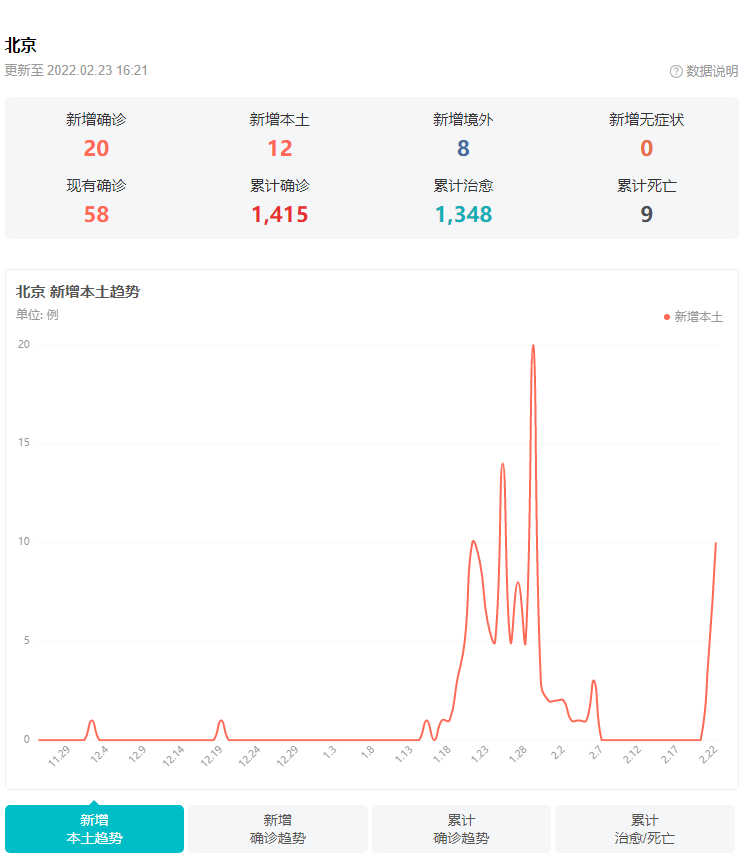 北京
更新至 2022.02.23 16:21
? 数据说明
新增确诊 新增本土 新增境外 新增无症状
20 12 8 0
现有确诊 累计确诊 累计治愈 累计死亡
58 1,415 1,348 9
北京 新增本土趋势
单位: 例
新增本土
20
15
10
5
0
11.29 12.4 12.9 12.14 12.19 12.24 12.29 1.3 1.8 1.13 1.18 1.23 1.28 2.2 2.7 2.12 2.17 2.22
新增 新增 累计 累计
本土趋势 确诊趋势 确诊趋势 治愈/死亡